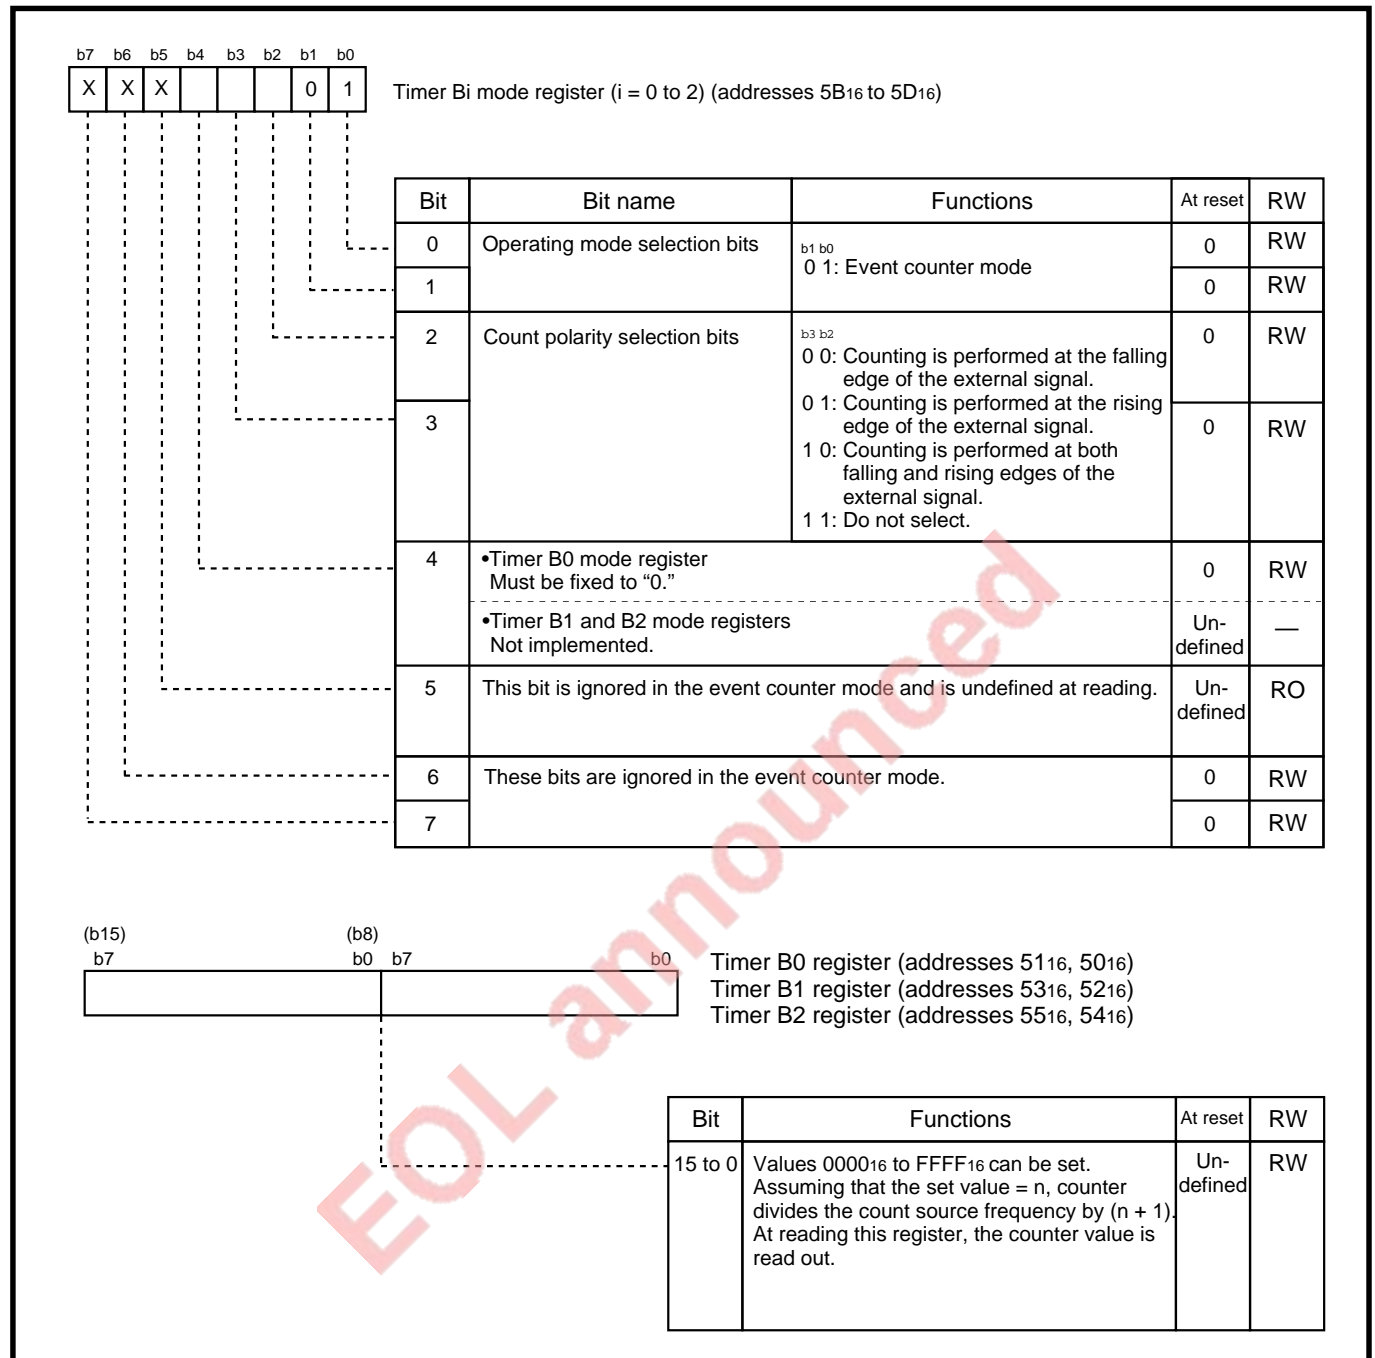 b7 b6 b5 b4 b3 b2 b1 b0
X X X 0 1
Timer Bi mode register (i = 0 to 2) (addresses 5B16 to 5D16)
Bit Bit name Functions At reset RW
0 Operating mode selection bits b1 b0 0 RW
0 1: Event counter mode
1 0 RW
2 Count polarity selection bits b3 b2 0 RW
0 0: Counting is performed at the falling
edge of the external signal.
0 1: Counting is performed at the rising
3 edge of the external signal. 0 RW
1 0: Counting is performed at both
falling and rising edges of the
external signal.
1 1: Do not select.
4 •Timer B0 mode register 0 RW
Must be fixed to “0.”
•Timer B1 and B2 mode registers Un- —
Not implemented. defined
5 This bit is ignored in the event counter mode and is undefined at reading. Un- RO
defined
6 These bits are ignored in the event counter mode. 0 RW
7 0 RW
(b15) (b8)
b7 b0 b7 b0
Timer B0 register (addresses 5116, 5016)
Timer B1 register (addresses 5316, 5216)
Timer B2 register (addresses 5516, 5416)
Bit Functions At reset RW
15 to 0 Values 000016 to FFFF16 can be set. Un- RW
Assuming that the set value = n, counter defined
divides the count source frequency by (n + 1).
At reading this register, the counter value is
read out.
EOL announced